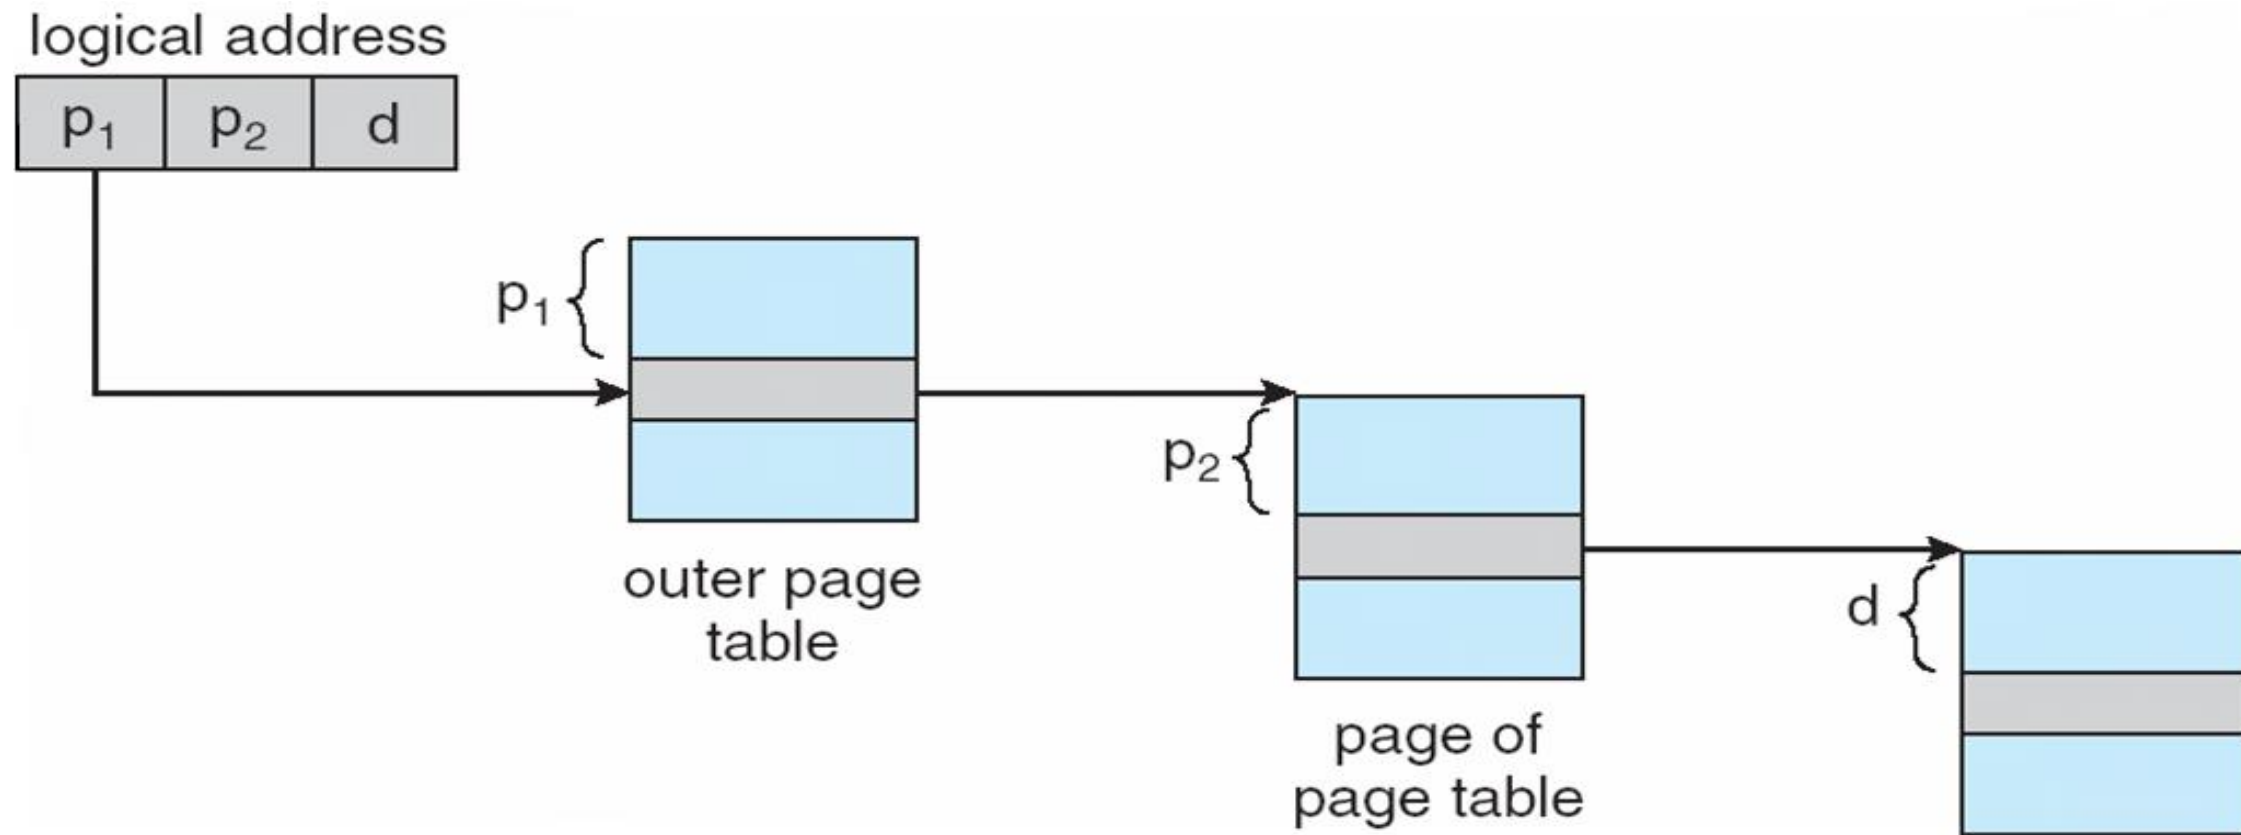 logical address
p₁ p₂ d
p₁
outer page
table
p₂
page of
page table
d